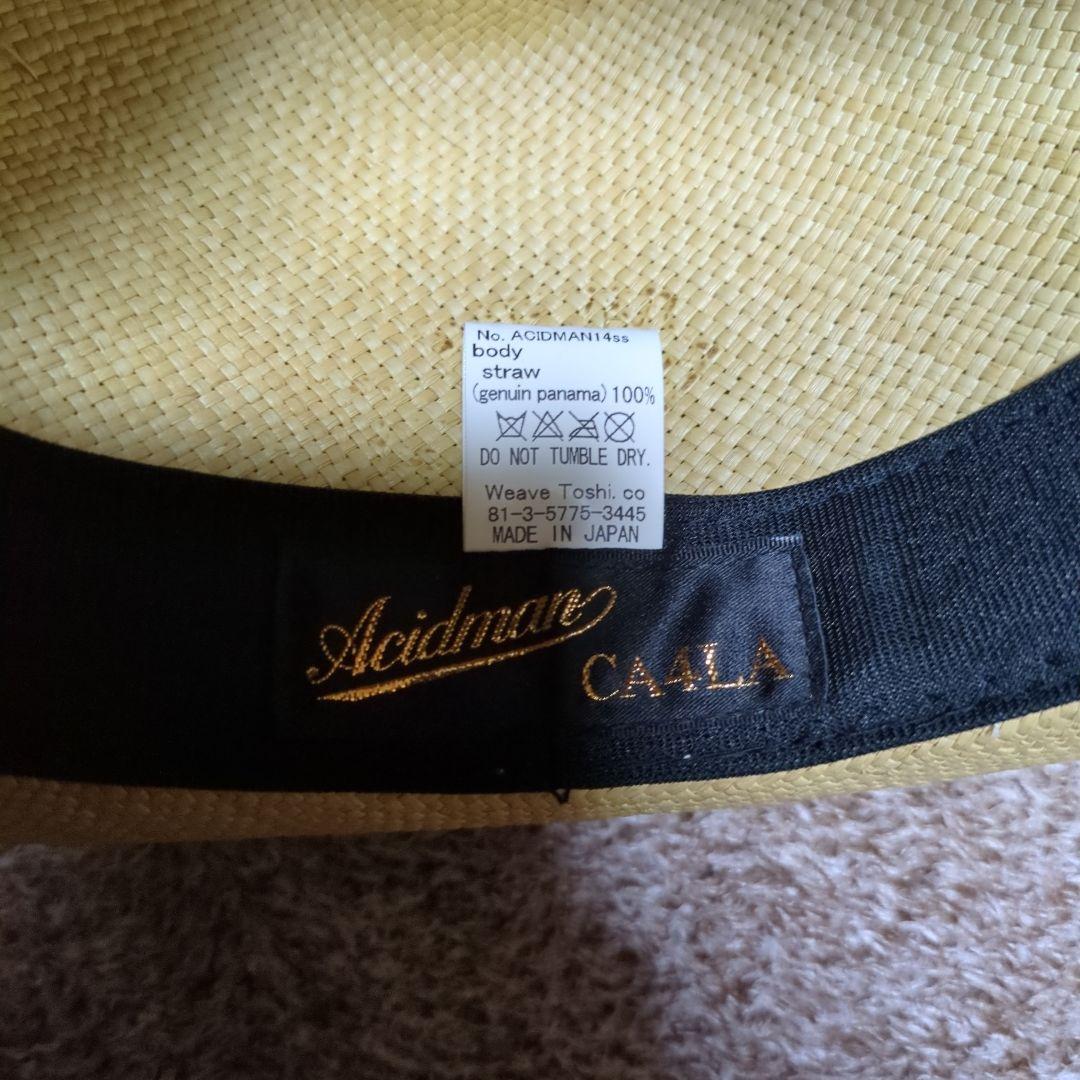 No. ACIDMAN14ss
body
straw
(genuin panama) 100%
DO NOT TUMBLE DRY.
Weave Toshi. co
81-3-5775-3445
MADE IN JAPAN
Acidman
CA4LA